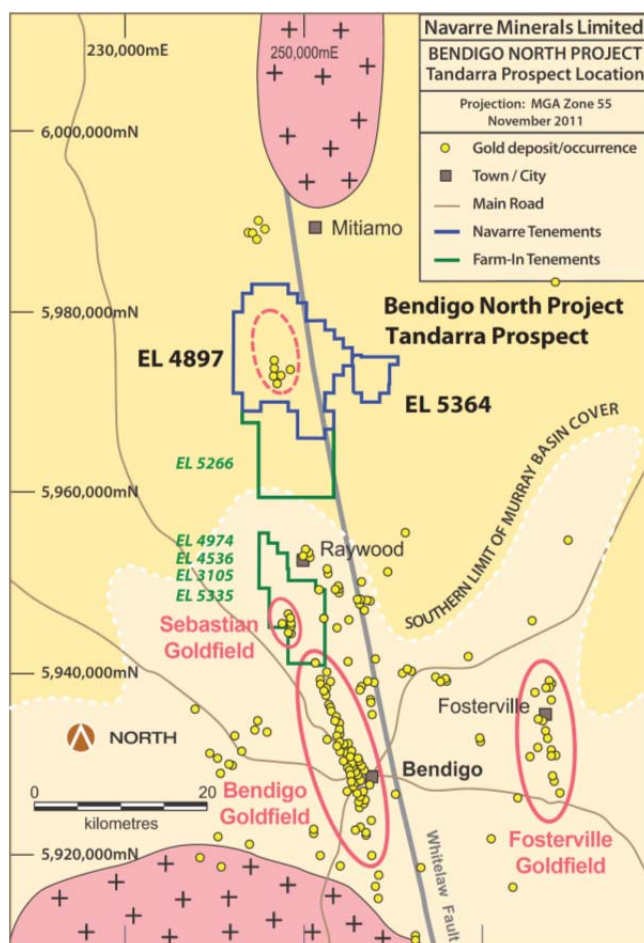 230,000mE
250,000mE
Navarre Minerals Limited
BENDIGO NORTH PROJECT
Tandarra Prospect Location
Projection: MGA Zone 55
November 2011
Gold deposit/occurrence
Town / City
Main Road
Navarre Tenements
Farm-In Tenements
6,000,000mN
Mitiamo
5,980,000mN
Bendigo North Project
Tandarra Prospect
EL 4897
EL 5364
EL 5266
5,960,000mN
SOUTHERN LIMIT OF MURRAY BASIN COVER
EL 4974
EL 4536
EL 3105
EL 5335
Raywood
Sebastian
Goldfield
5,940,000mN
Fosterville
NORTH
Bendigo
0
20
kilometres
Bendigo
Goldfield
Fosterville
Goldfield
Whitelaw Fault
5,920,000mN